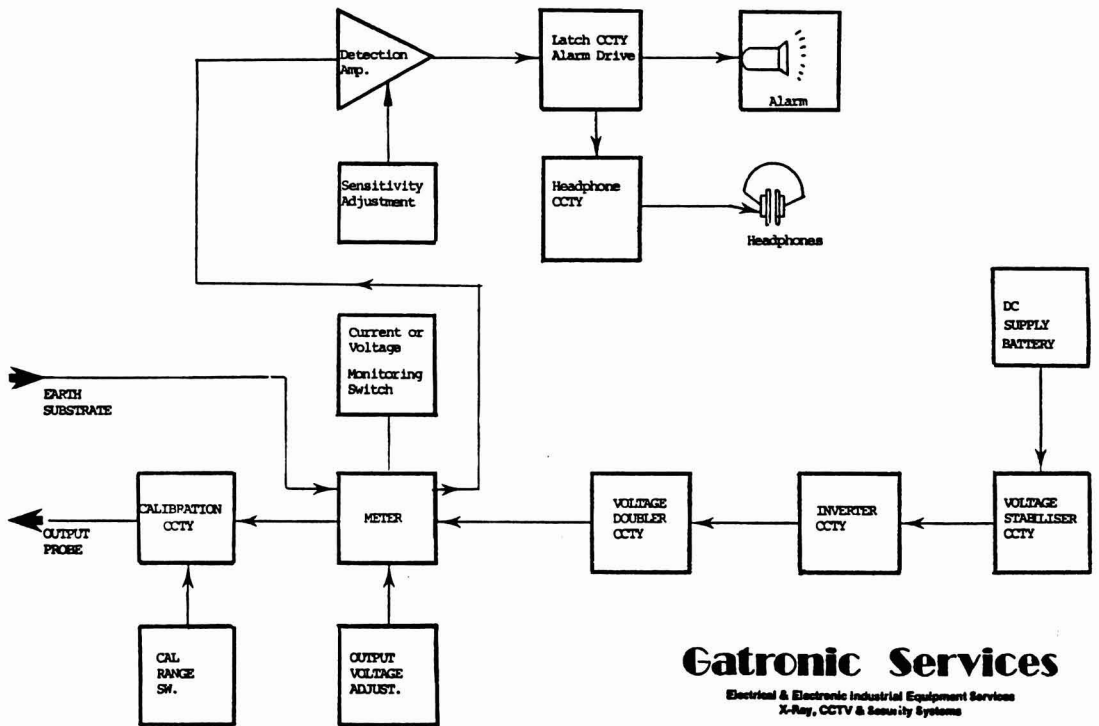 Detection
Amp.
Latch CCTY
Alarm Drive
Alarm
Sensitivity
Adjustment
Headphone
CCTY
Headphones
DC
SUPPLY
BATTERY
Current or
Voltage
Monitoring
Switch
EARTH
SUBSTRATE
CALIBRATION
CCTY
METER
VOLTAGE
DOUBLER
CCTY
INVERTER
CCTY
VOLTAGE
STABILISER
CCTY
OUTPUT
PROBE
CAL
RANGE
SW.
OUTPUT
VOLTAGE
ADJUST.
Gatronic Services
Electrical & Electronic Industrial Equipment Services
X-Ray, CCTV & Security Systems